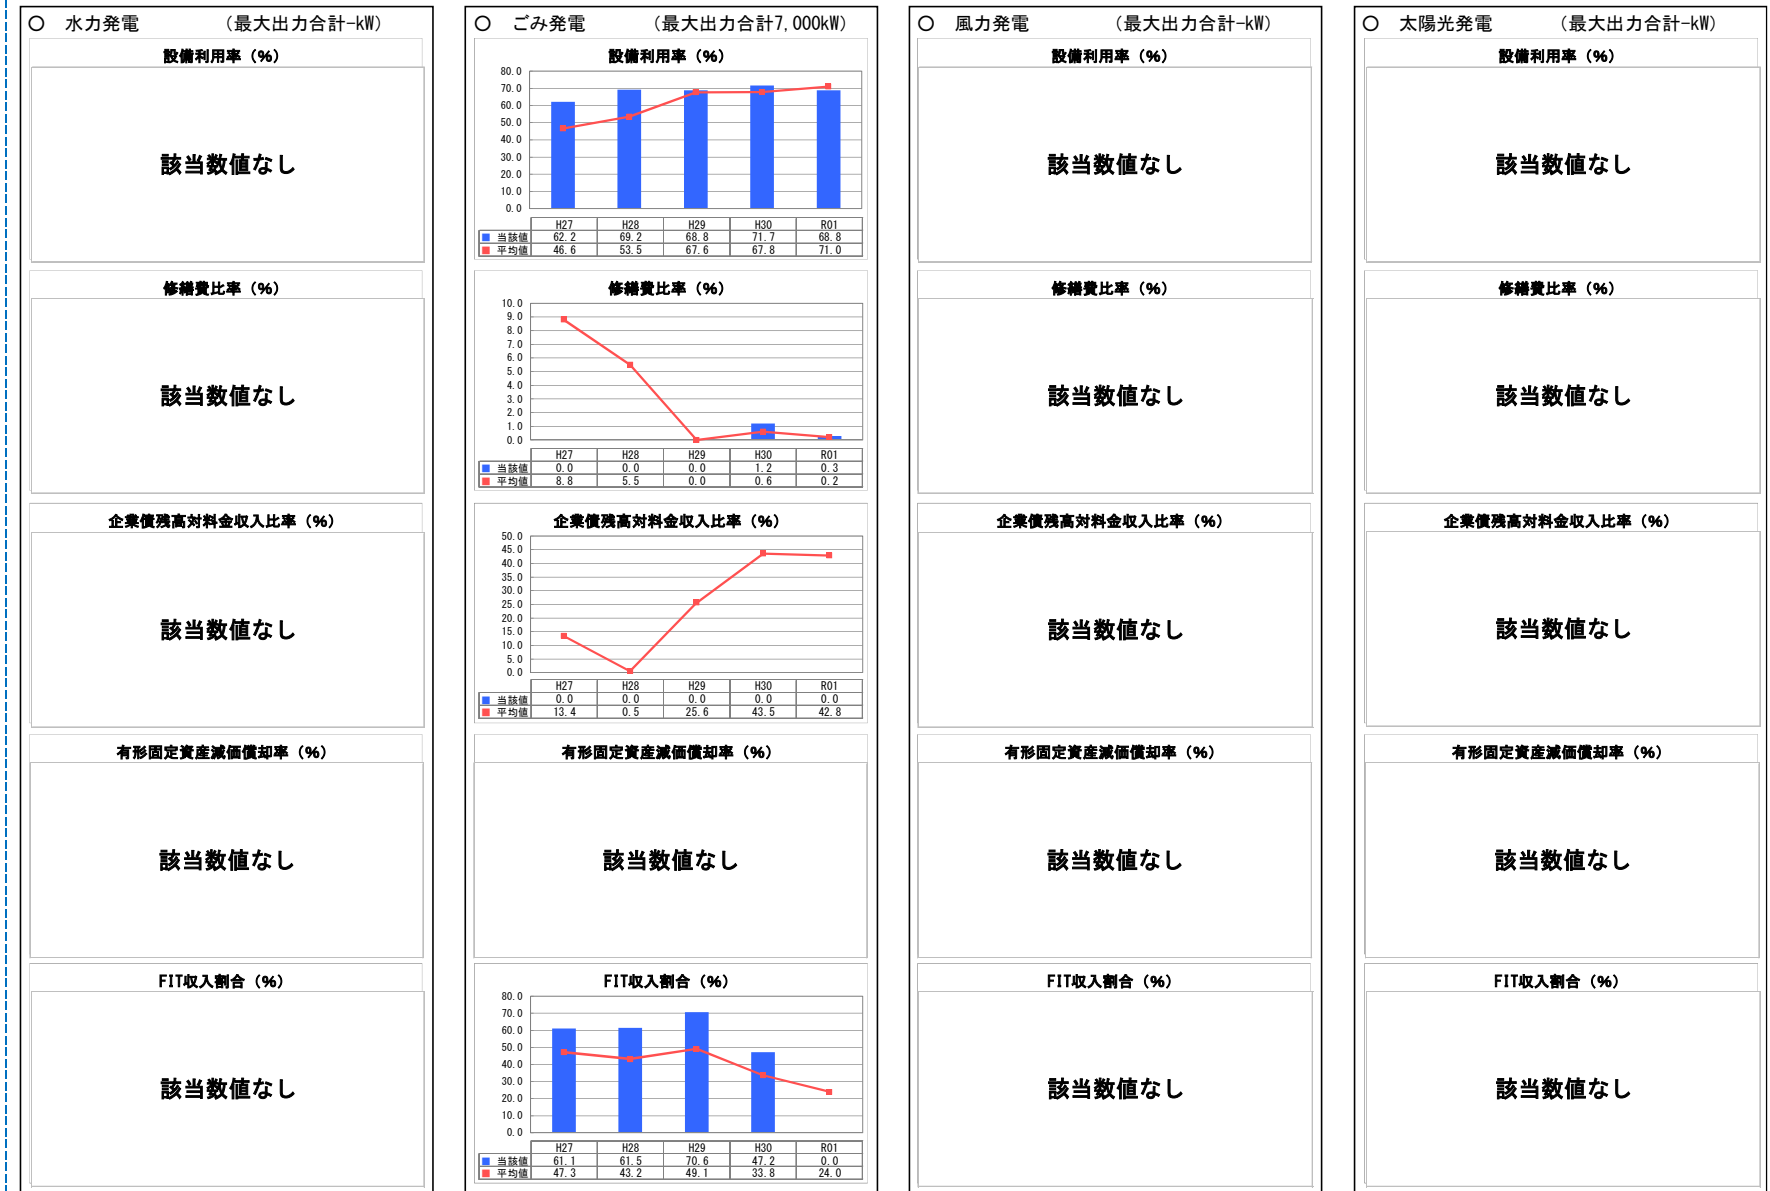 ○ 水力発電 （最大出力合計-kW）
設備利用率（%）
該当数値なし
修繕費比率（%）
該当数値なし
企業債残高対料金収入比率（%）
該当数値なし
有形固定資産減価償却率（%）
該当数値なし
FIT収入割合（%）
該当数値なし
○ ごみ発電 （最大出力合計7,000kW）
設備利用率（%）
80.0
70.0
60.0
50.0
40.0
30.0
20.0
10.0
0.0
H27 H28 H29 H30 R01
当該値 62.2 69.2 68.8 71.7 68.8
平均値 46.6 53.5 67.6 67.8 71.0
修繕費比率（%）
10.0
9.0
8.0
7.0
6.0
5.0
4.0
3.0
2.0
1.0
0.0
H27 H28 H29 H30 R01
当該値 0.0 0.0 0.0 1.2 0.3
平均値 8.8 5.5 0.0 0.6 0.2
企業債残高対料金収入比率（%）
50.0
45.0
40.0
35.0
30.0
25.0
20.0
15.0
10.0
5.0
0.0
H27 H28 H29 H30 R01
当該値 0.0 0.0 0.0 0.0 0.0
平均値 13.4 0.5 25.6 43.5 42.8
有形固定資産減価償却率（%）
該当数値なし
FIT収入割合（%）
80.0
70.0
60.0
50.0
40.0
30.0
20.0
10.0
0.0
H27 H28 H29 H30 R01
当該値 61.1 61.5 70.6 47.2 0.0
平均値 47.3 43.2 49.1 33.8 24.0
○ 風力発電 （最大出力合計-kW）
設備利用率（%）
該当数値なし
修繕費比率（%）
該当数値なし
企業債残高対料金収入比率（%）
該当数値なし
有形固定資産減価償却率（%）
該当数値なし
FIT収入割合（%）
該当数値なし
○ 太陽光発電 （最大出力合計-kW）
設備利用率（%）
該当数値なし
修繕費比率（%）
該当数値なし
企業債残高対料金収入比率（%）
該当数値なし
有形固定資産減価償却率（%）
該当数値なし
FIT収入割合（%）
該当数値なし